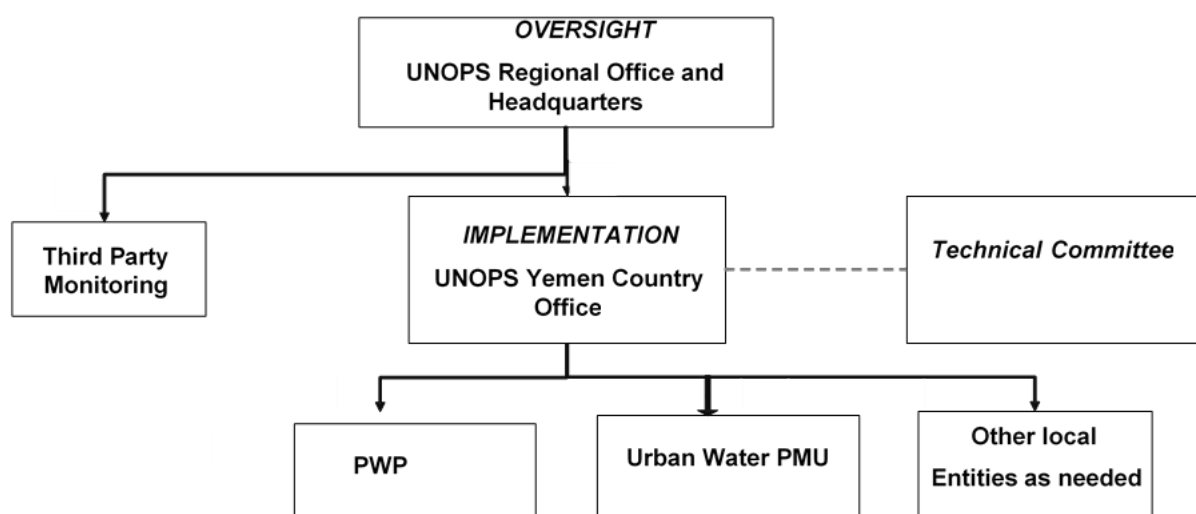 OVERSIGHT
UNOPS Regional Office and
Headquarters
Third Party
Monitoring
IMPLEMENTATION
UNOPS Yemen Country
Office
Technical Committee
PWP
Urban Water PMU
Other local
Entities as needed